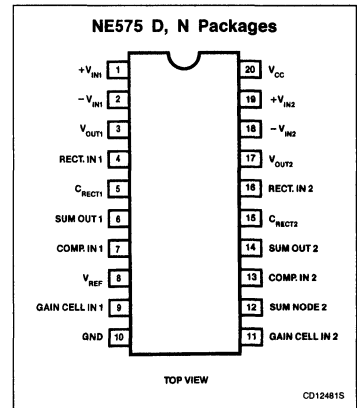 NE575 D, N Packages
+VIN1 1
20 VCC
−VIN1 2
19 +VIN2
VOUT1 3
18 −VIN2
RECT. IN 1 4
17 VOUT2
CRECT1 5
16 RECT. IN 2
SUM OUT 1 6
15 CRECT2
COMP. IN 1 7
14 SUM OUT 2
VREF 8
13 COMP. IN 2
GAIN CELL IN 1 9
12 SUM NODE 2
GND 10
11 GAIN CELL IN 2
TOP VIEW
CD12481S